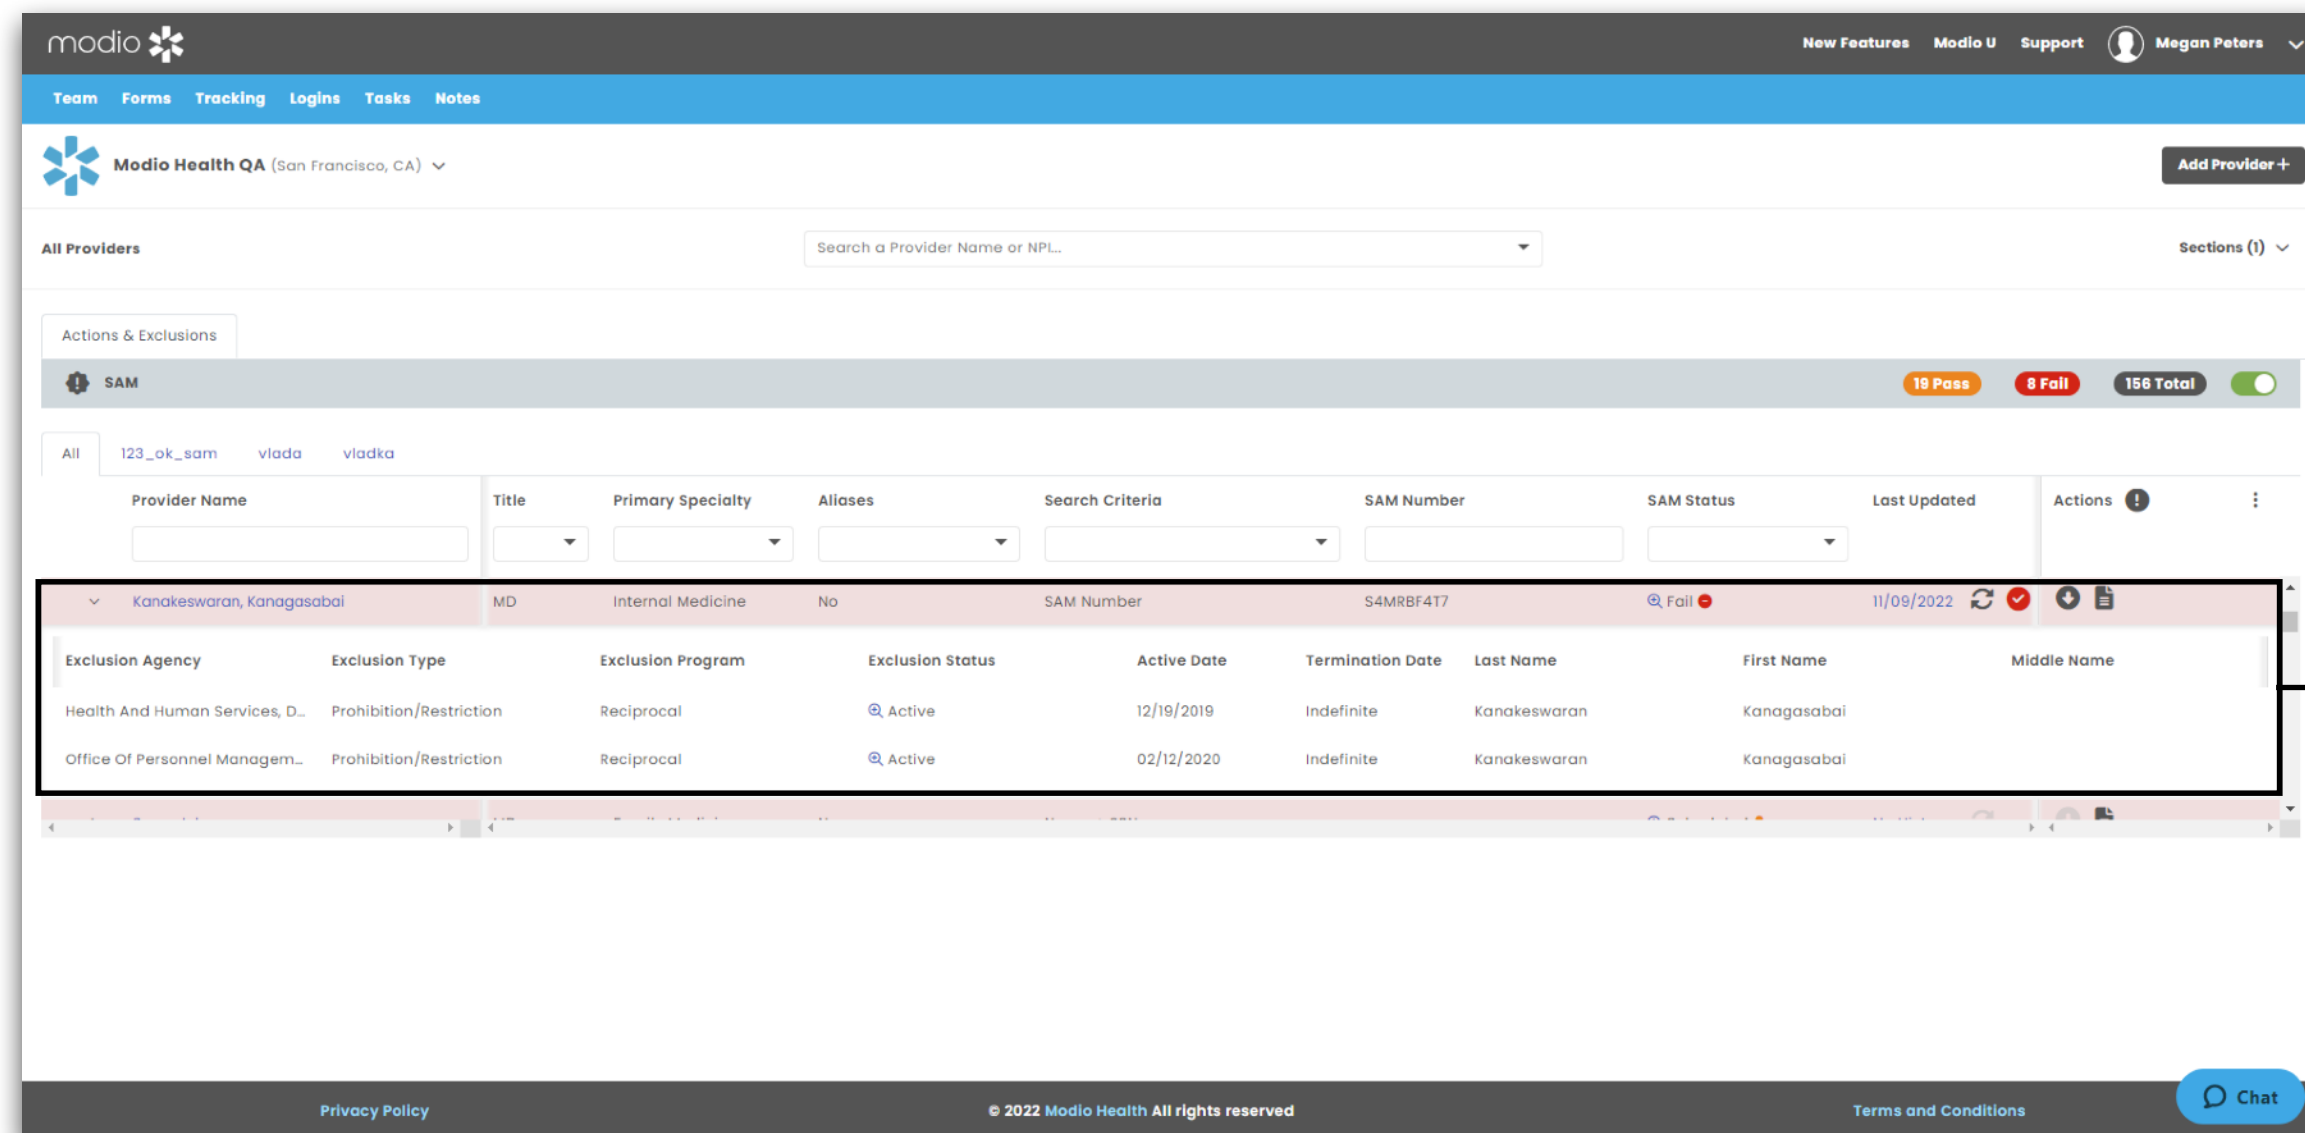 modio New Features Modio U Support Megan Peters
Team Forms Tracking Logins Tasks Notes
Modio Health QA (San Francisco, CA) Add Provider+
All Providers Search a Provider Name or NPI... Sections (1)
Actions & Exclusions
SAM 19 Pass 8 Fail 156 Total
All 123_ok_sam vlada vladka
Provider Name Title Primary Specialty Aliases Search Criteria SAM Number SAM Status Last Updated Actions
Kanakeswaran, Kanagasabai MD Internal Medicine No SAM Number S4MRBF4T7 Fail 11/09/2022
Exclusion Agency Exclusion Type Exclusion Program Exclusion Status Active Date Termination Date Last Name First Name Middle Name
Health And Human Services, D... Prohibition/Restriction Reciprocal Active 12/19/2019 Indefinite Kanakeswaran Kanagasabai
Office Of Personnel Managem... Prohibition/Restriction Reciprocal Active 02/12/2020 Indefinite Kanakeswaran Kanagasabai
Privacy Policy © 2022 Modio Health All rights reserved Terms and Conditions Chat